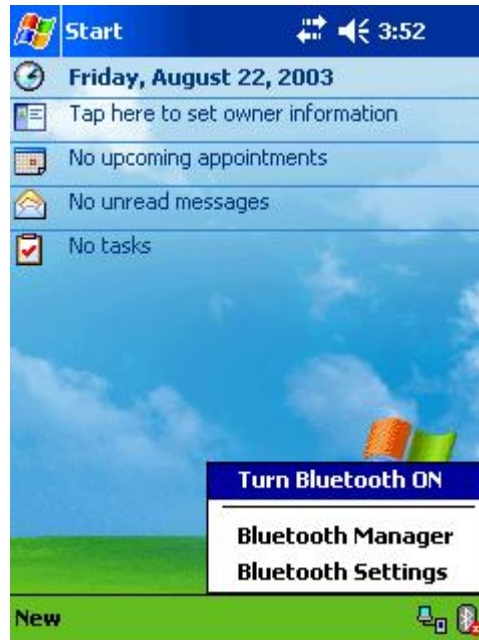 Start 3:52
Friday, August 22, 2003
Tap here to set owner information
No upcoming appointments
No unread messages
No tasks
Turn Bluetooth ON
Bluetooth Manager
Bluetooth Settings
New